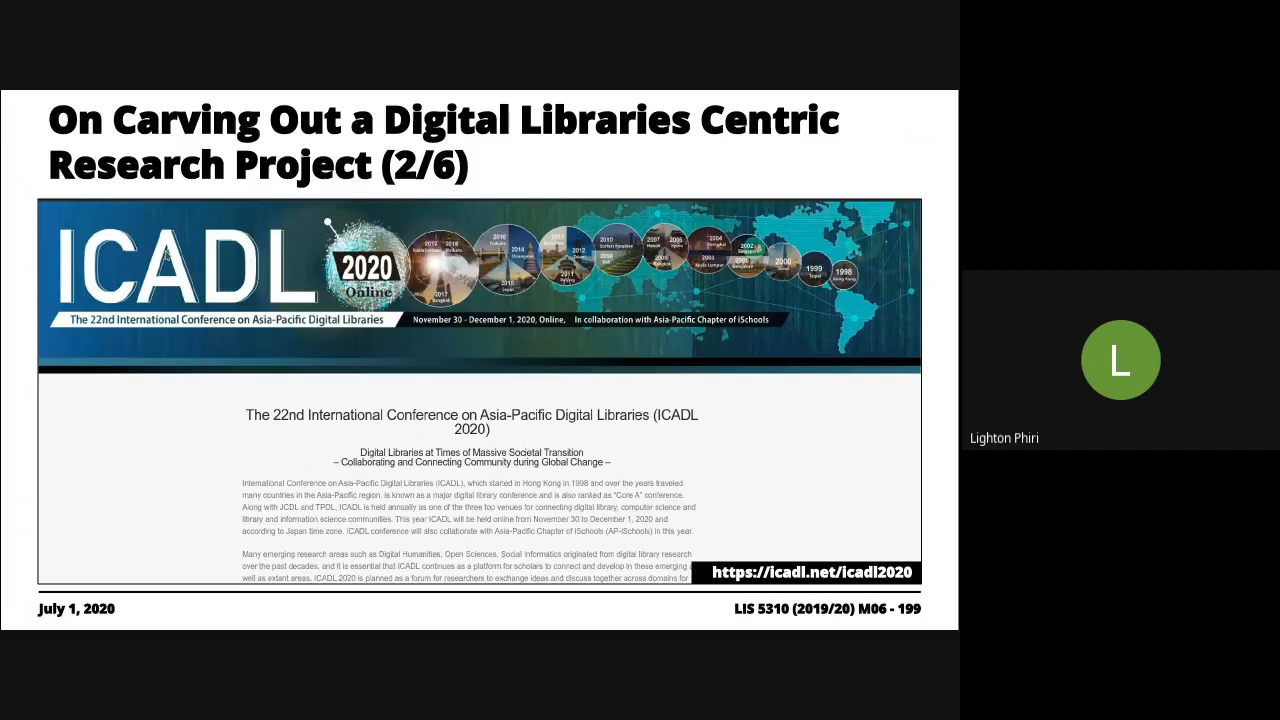 On Carving Out a Digital Libraries Centric
Research Project (2/6)
ICADL
2020
Online
2019
2018
2017
2016
2014
2012
2011
2010
2007
2006
2005
2004
2003
2002
2000
1999
Taipei
1998
Hong Kong
The 22nd International Conference on Asia-Pacific Digital Libraries
November 30 - December 1, 2020, Online, In collaboration with Asia-Pacific Chapter of iSchools
The 22nd International Conference on Asia-Pacific Digital Libraries (ICADL
2020)
Digital Libraries at Times of Massive Societal Transition
– Collaborating and Connecting Community during Global Change –
International Conference on Asia-Pacific Digital Libraries (ICADL), which started in Hong Kong in 1998 and over the years traveled
many countries in the Asia-Pacific region, is known as a major digital library conference and is also ranked as “Core A” conference.
Along with JCDL and TPDL, ICADL is held annually as one of the three top venues for connecting digital library, computer science and
library and information science communities. This year ICADL will be held online from November 30 to December 1, 2020 and
according to Japan time zone. ICADL conference will also collaborate with Asia-Pacific Chapter of iSchools (AP-iSchools) in this year.
Many emerging research areas such as Digital Humanities, Open Sciences, Social Informatics originated from digital library research
over the past decades, and it is essential that ICADL continues as a platform for scholars to connect and develop in these emerging
well as extant areas. ICADL 2020 is planned as a forum for researchers to exchange ideas and discuss together across domains for
https://icadl.net/icadl2020
July 1, 2020
LIS 5310 (2019/20) M06 - 199
L
Lighton Phiri